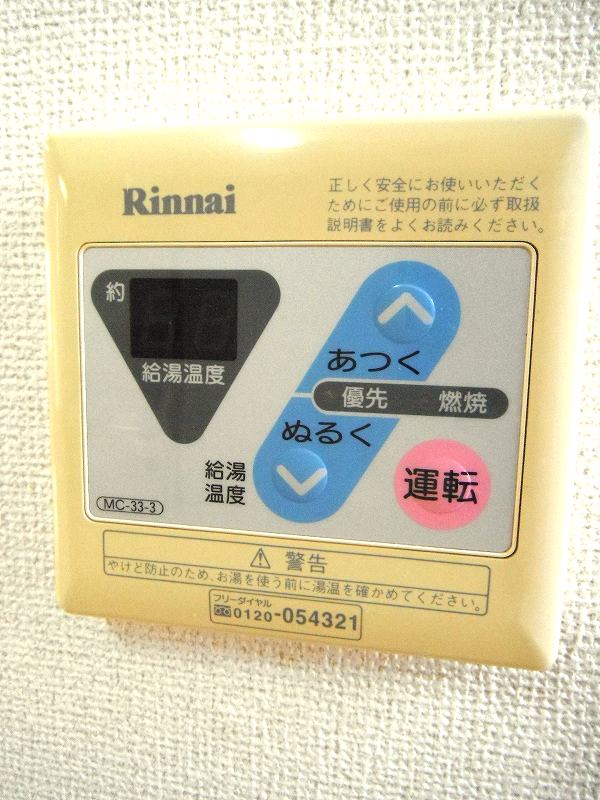 Rinnai
正しく安全にお使いいただく
ためにご使用の前に必ず取扱
説明書をよくお読みください。
約
給湯温度
あつく
優先 燃焼
ぬるく
給湯
温度
運転
MC-33-3
⚠ 警告
やけど防止のため、お湯を使う前に湯温を確かめてください。
フリーダイヤル
0120-054321